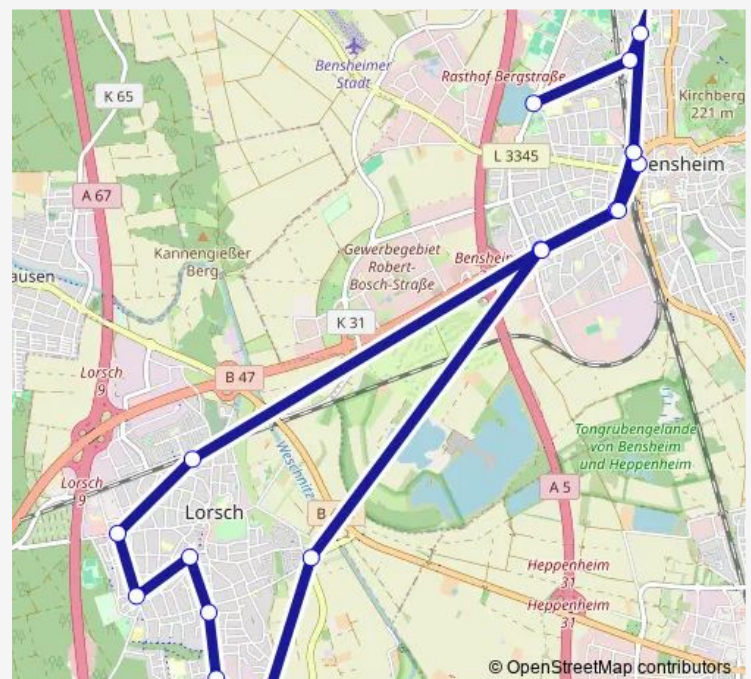 Bensheimer
Stadt
Rasthof Bergstraße
K 65
Kirchberg
221 m
L 3345
ensheim
A 67
Kannengießer
Berg
Gewerbegebiet
Robert-
Bosch-Straße
Benshei
ausen
K 31
Lorsch
9
B 47
Tongrubengelände
von Bensheim
und Heppenheim
Weschnitz
Lorsch
9
A 5
Lorsch
B
Heppenheim
31
Heppenheim
31
© OpenStreetMap contributors